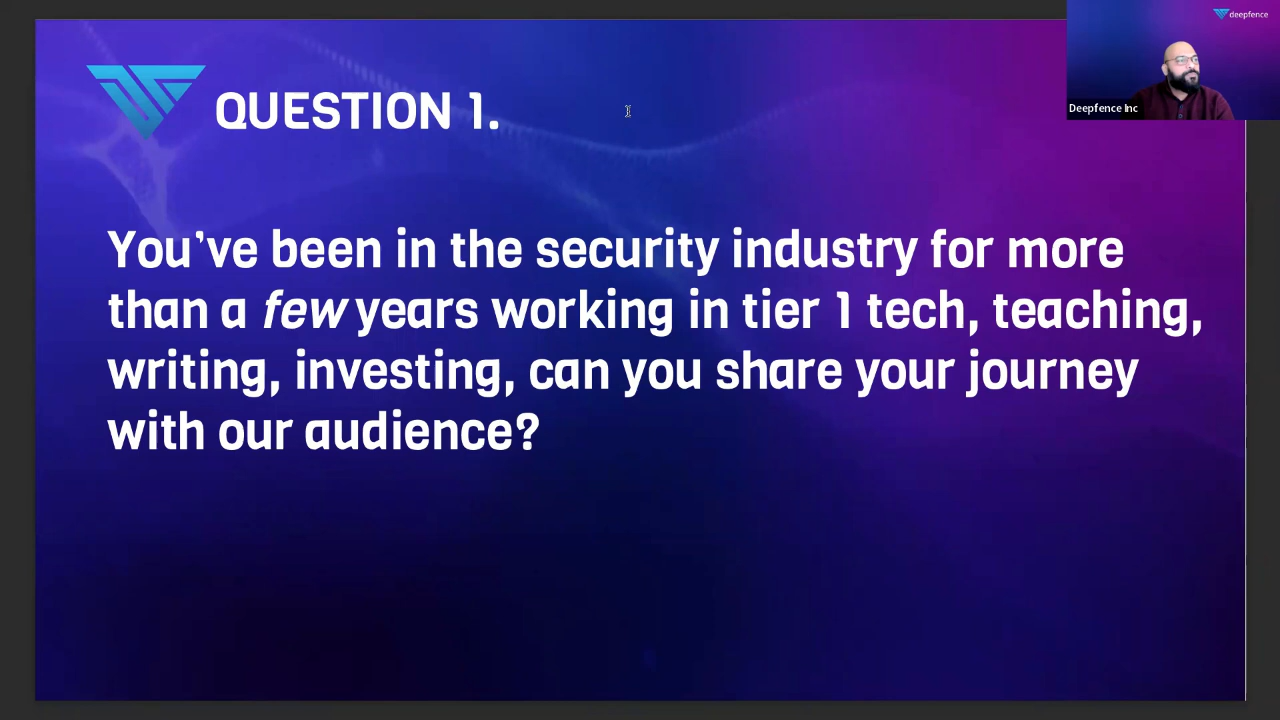 deepfence
Deepfence Inc
QUESTION 1.
You’ve been in the security industry for more
than a few years working in tier 1 tech, teaching,
writing, investing, can you share your journey
with our audience?